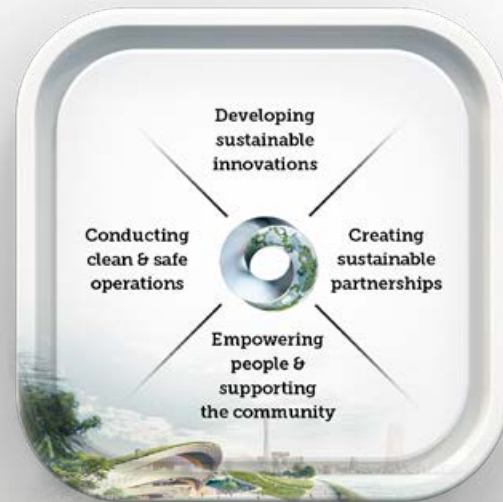 Developing
sustainable
innovations
Conducting
clean & safe
operations
Creating
sustainable
partnerships
Empowering
people &
supporting
the community